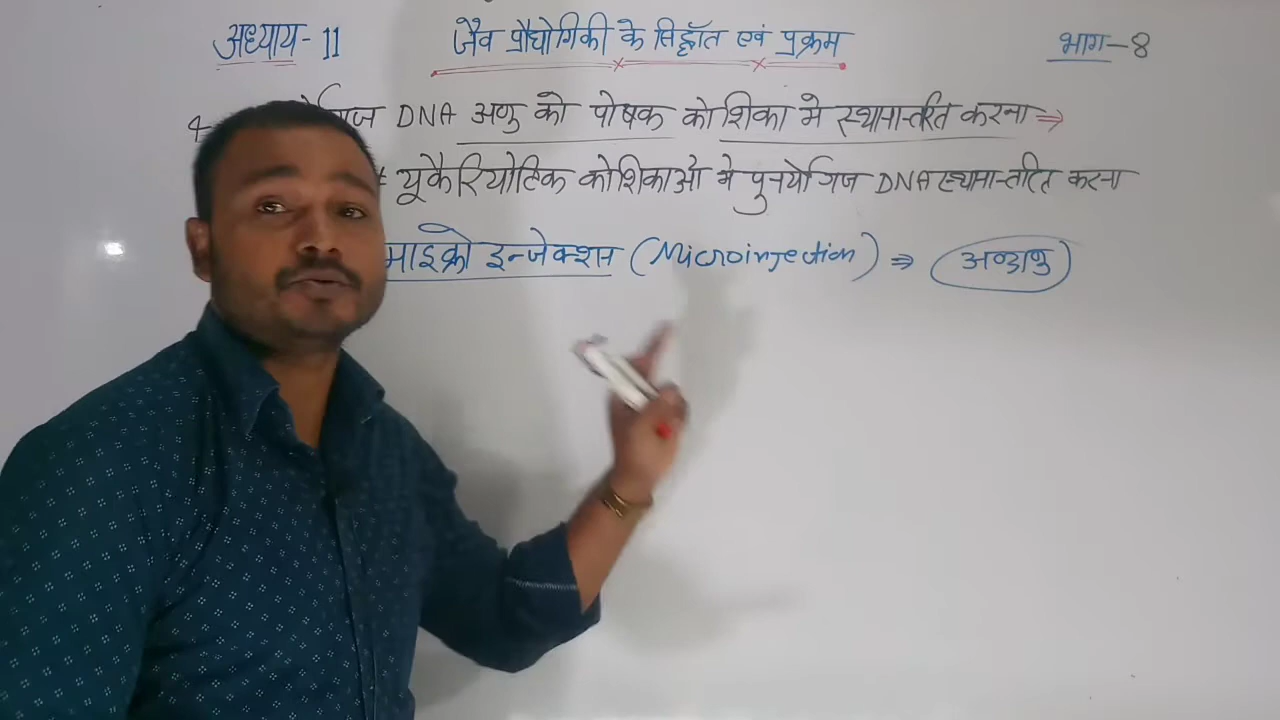 अध्याय-11 जैव प्रौद्योगिकी के सिद्धाँत एवं प्रक्रम भाग-8
4- DNA अणु को पोषक कोशिका मे स्थानान्तरित करना ⇒
# यूकैरियोटिक कोशिकाओ मे पुनर्योगिज DNA स्थानान्तरित करना
माइक्रो इन्जेक्शन (Microinjection) ⇒ अण्डाणु